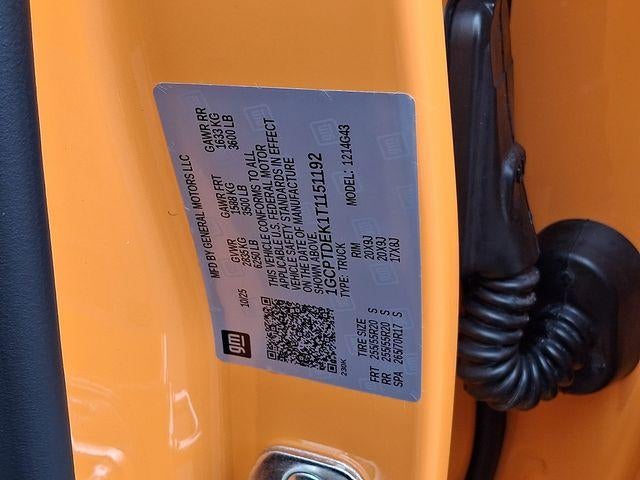 gm
MFD BY GENERAL MOTORS LLC
10/25 GVWR GAWR FRT GAWR RR
2835 KG 1588 KG 1633 KG
6250 LB 3500 LB 3600 LB
THIS VEHICLE CONFORMS TO ALL
APPLICABLE U.S. FEDERAL MOTOR
VEHICLE SAFETY STANDARDS IN EFFECT
ON THE DATE OF MANUFACTURE
SHOWN ABOVE.
1GCPTDEK1T1151192
TYPE: TRUCK MODEL: 1214G43
230K
TIRE SIZE RIM
FRT 255/55R20 S 20X9J
RR 255/55R20 S 20X9J
SPA 265/70R17 S 17X8J